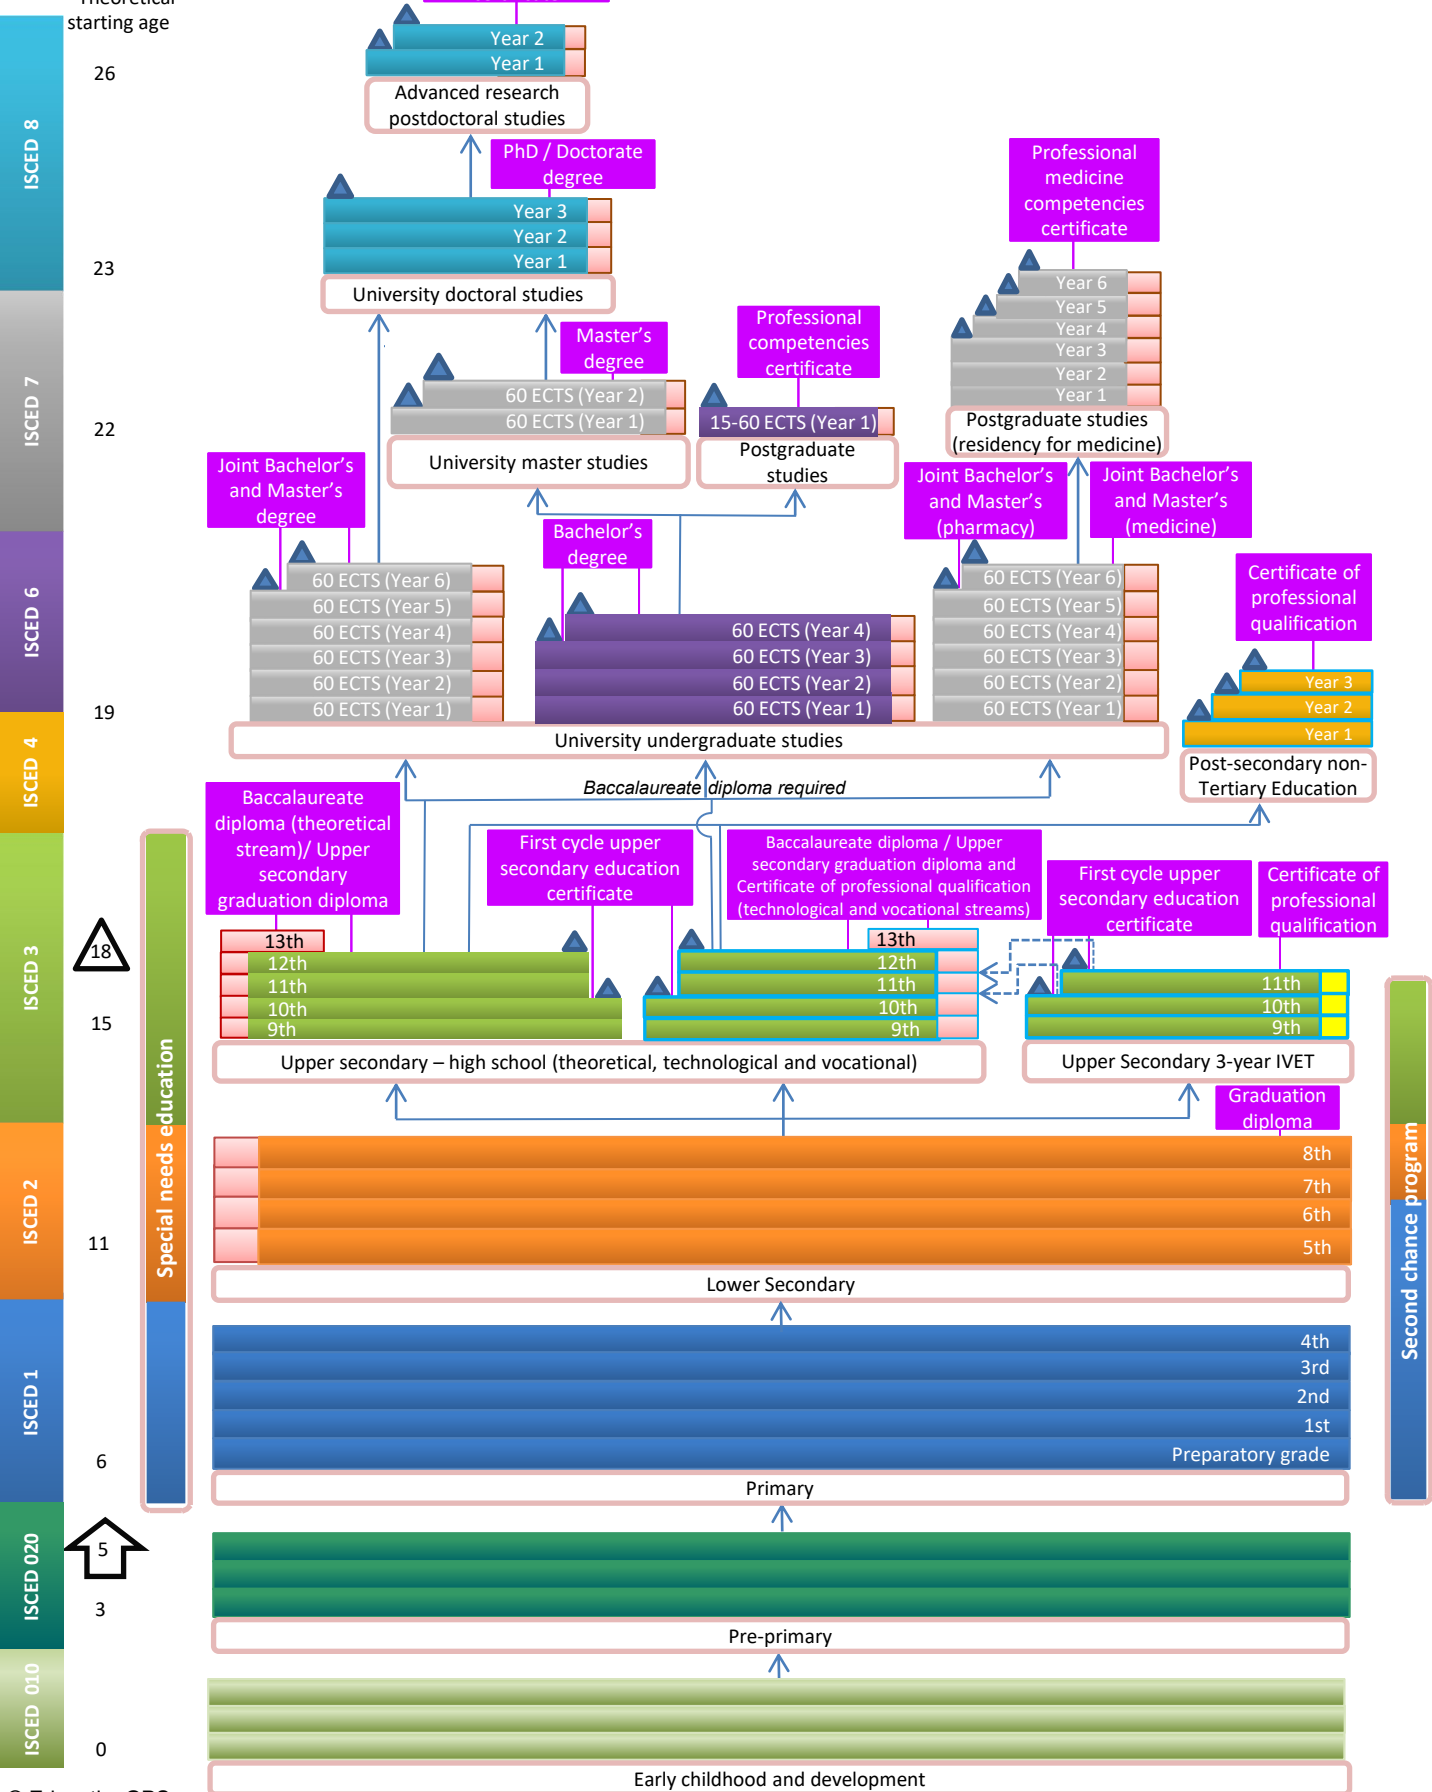 starting age
26
23
22
19
18
15
11
6
5
3
0
ISCED 8
ISCED 7
ISCED 6
ISCED 4
ISCED 3
ISCED 2
ISCED 1
ISCED 020
ISCED 010
Year 2
Year 1
Advanced research
postdoctoral studies
PhD / Doctorate
degree
Year 3
Year 2
Year 1
University doctoral studies
Professional
medicine
competencies
certificate
Year 6
Year 5
Year 4
Year 3
Year 2
Year 1
Postgraduate studies
(residency for medicine)
Master's
degree
60 ECTS (Year 2)
60 ECTS (Year 1)
University master studies
Professional
competencies
certificate
15-60 ECTS (Year 1)
Postgraduate
studies
Joint Bachelor's
and Master's
degree
60 ECTS (Year 6)
60 ECTS (Year 5)
60 ECTS (Year 4)
60 ECTS (Year 3)
60 ECTS (Year 2)
60 ECTS (Year 1)
Bachelor's
degree
60 ECTS (Year 4)
60 ECTS (Year 3)
60 ECTS (Year 2)
60 ECTS (Year 1)
Joint Bachelor's
and Master's
(pharmacy)
Joint Bachelor's
and Master's
(medicine)
60 ECTS (Year 6)
60 ECTS (Year 5)
60 ECTS (Year 4)
60 ECTS (Year 3)
60 ECTS (Year 2)
60 ECTS (Year 1)
University undergraduate studies
Certificate of
professional
qualification
Year 3
Year 2
Year 1
Post-secondary non-
Tertiary Education
Baccalaureate diploma required
Baccalaureate
diploma (theoretical
stream)/ Upper
secondary
graduation diploma
First cycle upper
secondary education
certificate
Baccalaureate diploma / Upper
secondary graduation diploma and
Certificate of professional qualification
(technological and vocational streams)
First cycle upper
secondary education
certificate
Certificate of
professional
qualification
13th
12th
11th
10th
9th
13th
12th
11th
10th
9th
11th
10th
9th
Upper secondary – high school (theoretical, technological and vocational)
Upper Secondary 3-year IVET
Graduation
diploma
8th
7th
6th
5th
Lower Secondary
4th
3rd
2nd
1st
Preparatory grade
Primary
Pre-primary
Early childhood and development
Special needs education
Second chance program